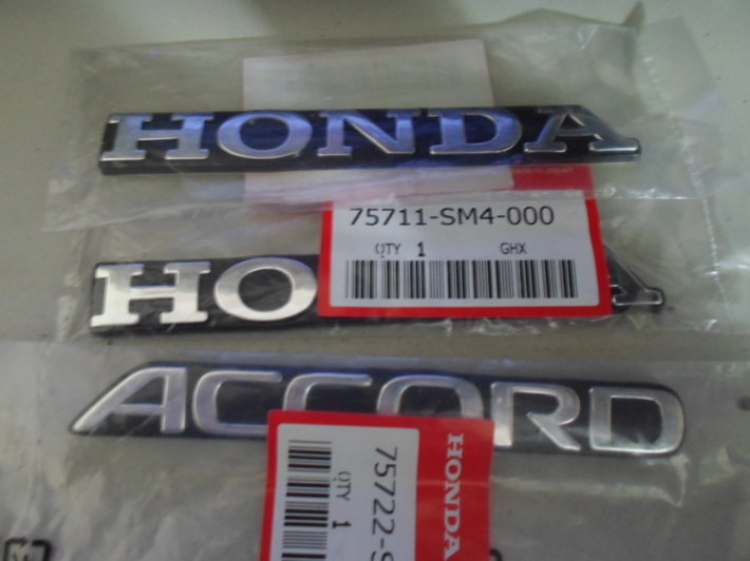 HONDA
75711-SM4-000
QTY 1 GHX
HO A
ACCORD
75722-S
QTY 1
HONDA